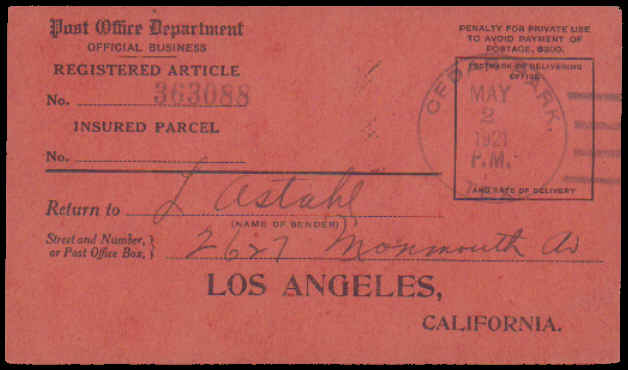 Post Office Department
OFFICIAL BUSINESS
REGISTERED ARTICLE
No. 363088
INSURED PARCEL
No.
PENALTY FOR PRIVATE USE
TO AVOID PAYMENT OF
POSTAGE, $300.
POSTMARK OF DELIVERING
OFFICE
MAY
2
1921
P.M.
AND DATE OF DELIVERY
Return to L Astahl
(NAME OF SENDER)
Street and Number,
or Post Office Box, 2627 Monmouth Av
LOS ANGELES,
CALIFORNIA.